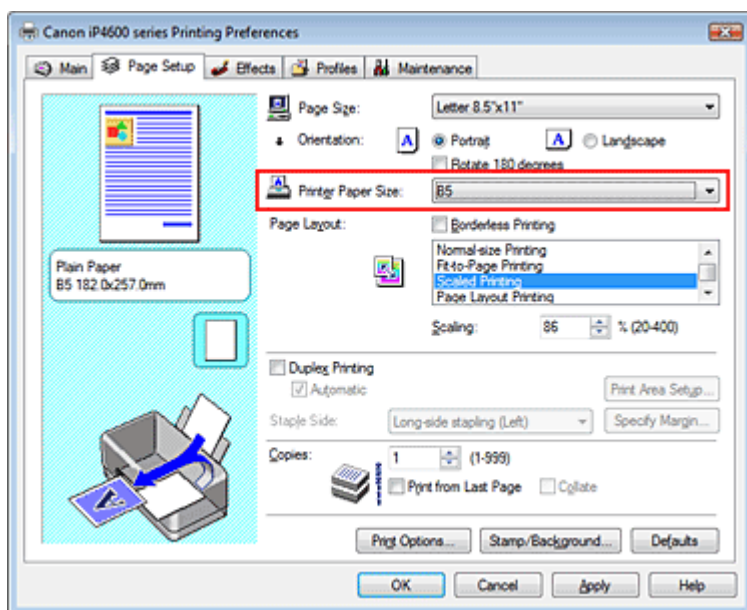 Canon iP4600 series Printing Preferences
Main Page Setup Effects Profiles Maintenance
Page Size: Letter 8.5"x11"
Orientation: A Portrait A Landscape
Rotate 180 degrees
Printer Paper Size: B5
Page Layout: Borderless Printing
Normal-size Printing
Fit-to-Page Printing
Scaled Printing
Page Layout Printing
Plain Paper
B5 182.0x257.0mm
Scaling: 86 % (20-400)
Duplex Printing
Automatic Print Area Setup...
Staple Side: Long-side stapling (Left) Specify Margin...
Copies: 1 (1-999)
Print from Last Page Collate
Print Options... Stamp/Background... Defaults
OK Cancel Apply Help